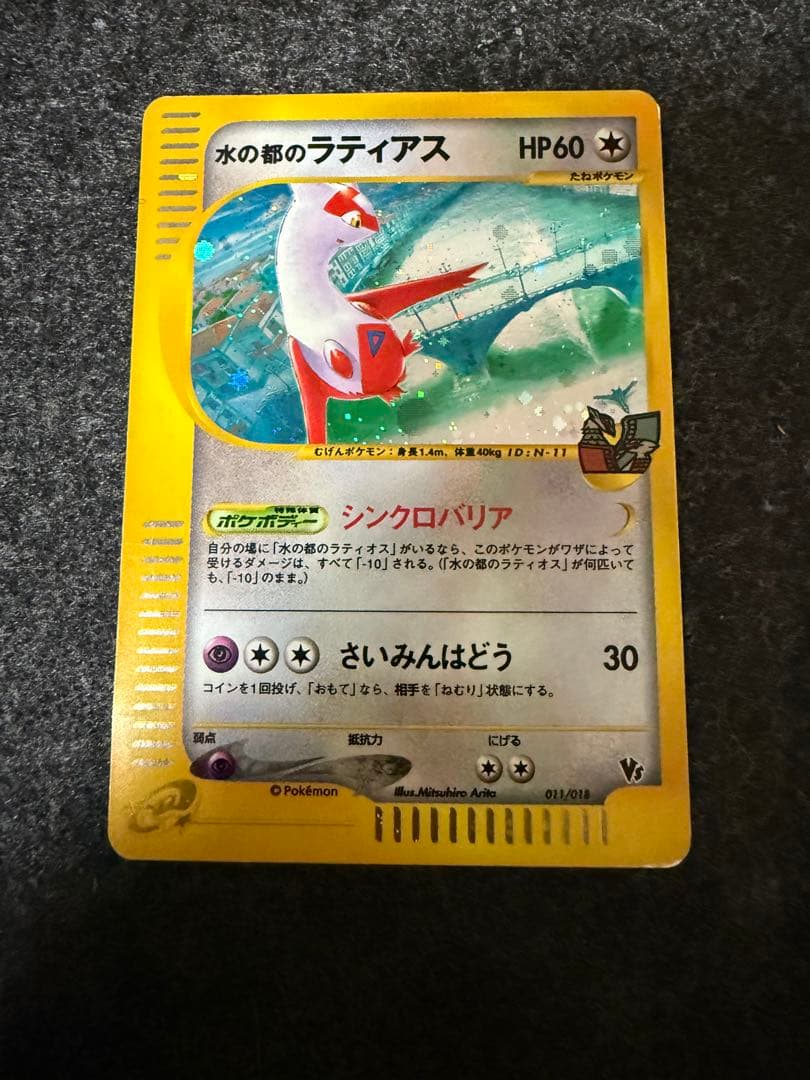 水の都のラティアス HP60
たねポケモン
むげんポケモン：身長1.4m、体重40kg ID:N-11
特殊体質
ポケボディー シンクロバリア
自分の場に「水の都のラティオス」がいるなら、このポケモンがワザによって
受けるダメージは、すべて「-10」される。（「水の都のラティオス」が何匹いて
も、「-10」のまま。）
さいみんはどう 30
コインを1回投げ、「おもて」なら、相手を「ねむり」状態にする。
弱点 抵抗力 にげる
©Pokémon Illus.Mitsuhiro Arita 011/018 VS